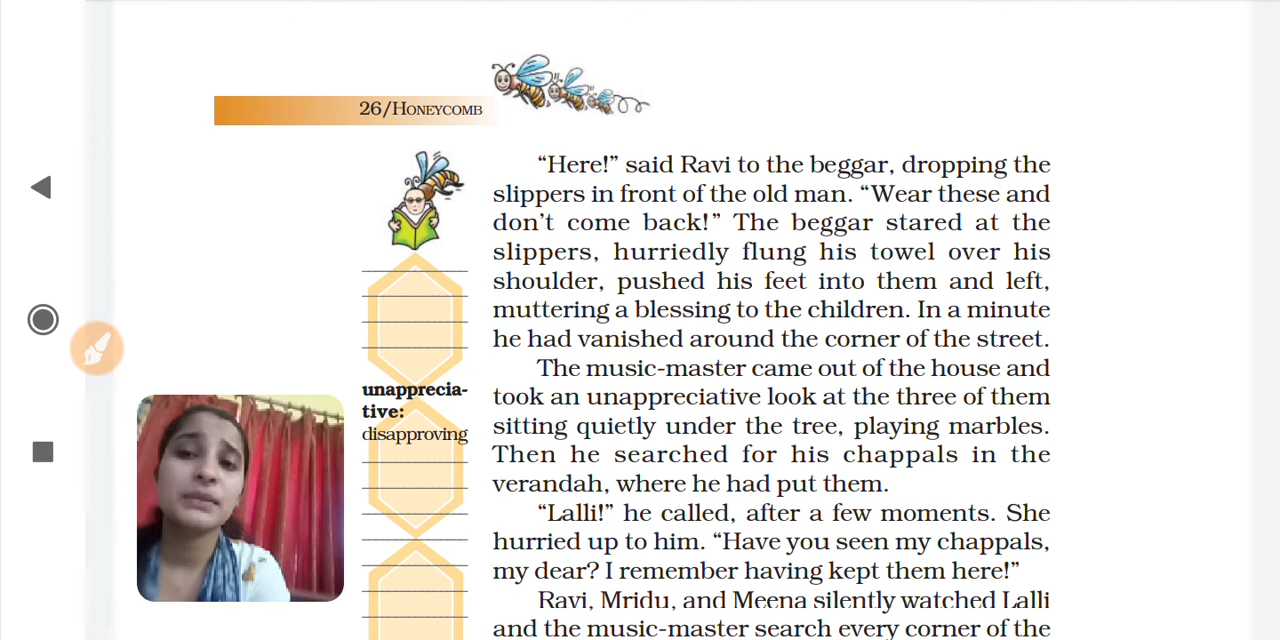 26/HONEYCOMB
“Here!” said Ravi to the beggar, dropping the
slippers in front of the old man. “Wear these and
don’t come back!” The beggar stared at the
slippers, hurriedly flung his towel over his
shoulder, pushed his feet into them and left,
muttering a blessing to the children. In a minute
he had vanished around the corner of the street.
The music-master came out of the house and
took an unappreciative look at the three of them
sitting quietly under the tree, playing marbles.
Then he searched for his chappals in the
verandah, where he had put them.
“Lalli!” he called, after a few moments. She
hurried up to him. “Have you seen my chappals,
my dear? I remember having kept them here!”
Ravi, Mridu, and Meena silently watched Lalli
and the music-master search every corner of the
unapprecia-
tive:
disapproving